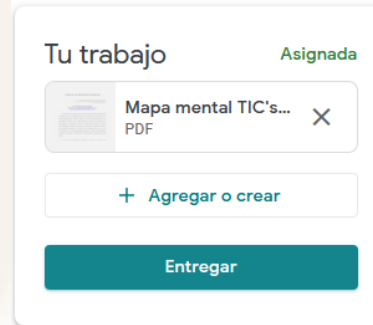 Tu trabajo
Asignada
Mapa mental TIC's...
PDF
+ Agregar o crear
Entregar